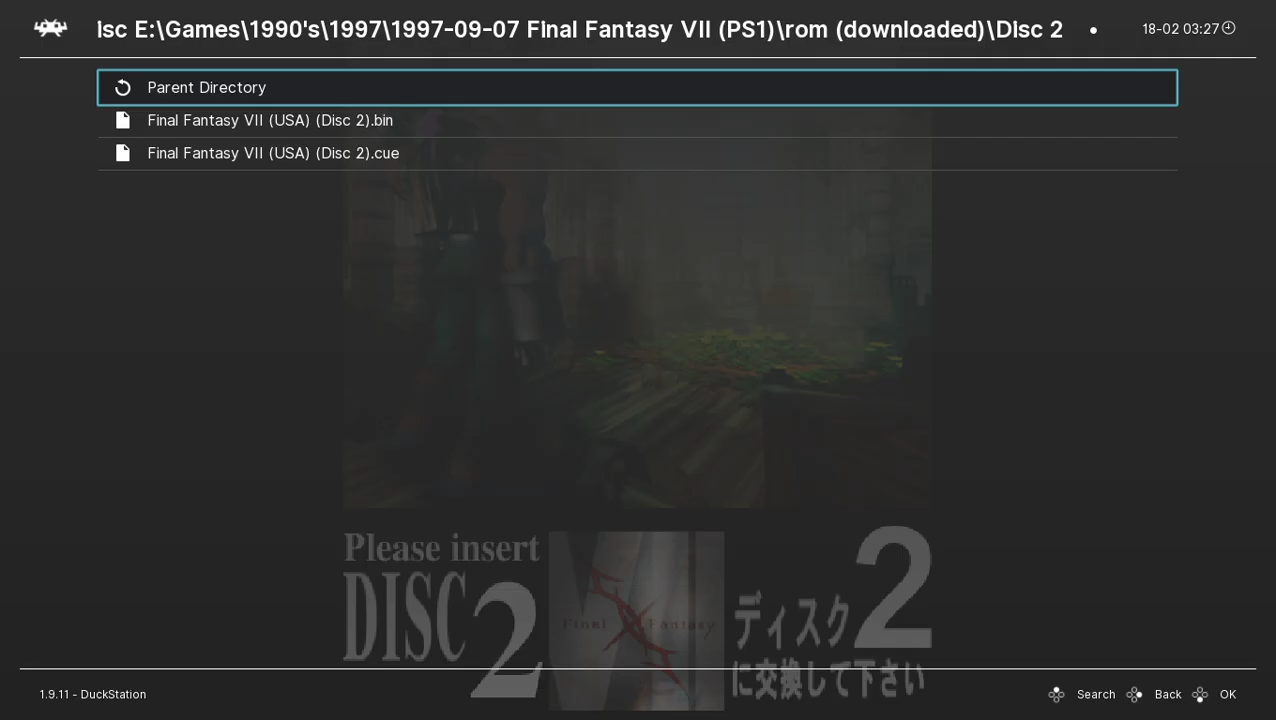 isc E:\Games\1990's\1997\1997-09-07 Final Fantasy VII (PS1)\rom (downloaded)\Disc 2 •
18-02 03:27
Parent Directory
Final Fantasy VII (USA) (Disc 2).bin
Final Fantasy VII (USA) (Disc 2).cue
Please insert
DISC 2
Final Fantasy
ディスク2
に交換して下さい
1.9.11 - DuckStation
Search Back OK